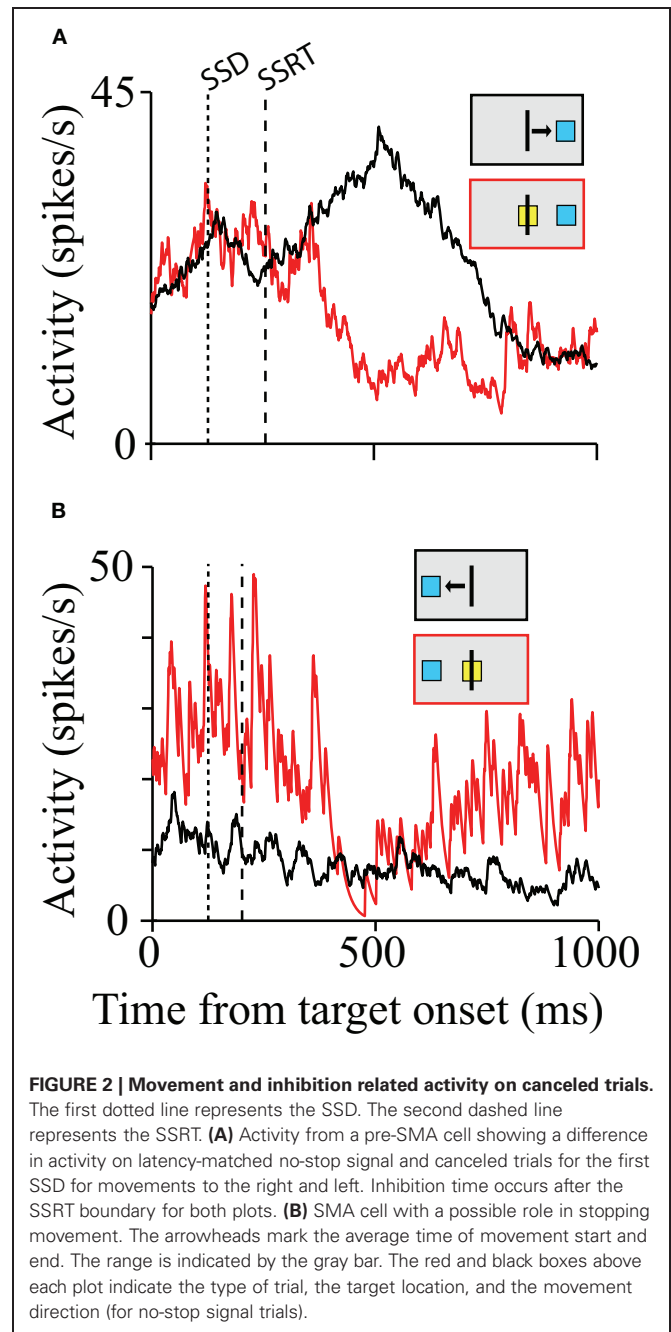 A
SSD
SSRT
45
Activity (spikes/s)
0
B
50
Activity (spikes/s)
0
0
500
1000
Time from target onset (ms)
FIGURE 2 | Movement and inhibition related activity on canceled trials.
The first dotted line represents the SSD. The second dashed line
represents the SSRT. (A) Activity from a pre-SMA cell showing a difference
in activity on latency-matched no-stop signal and canceled trials for the first
SSD for movements to the right and left. Inhibition time occurs after the
SSRT boundary for both plots. (B) SMA cell with a possible role in stopping
movement. The arrowheads mark the average time of movement start and
end. The range is indicated by the gray bar. The red and black boxes above
each plot indicate the type of trial, the target location, and the movement
direction (for no-stop signal trials).